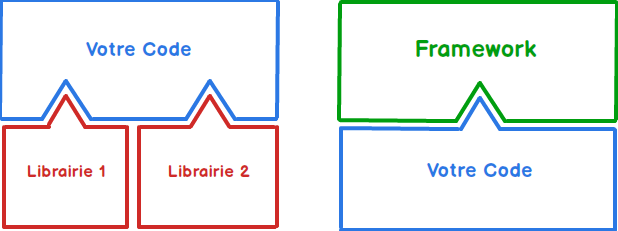 Votre Code
Librairie 1
Librairie 2
Framework
Votre Code